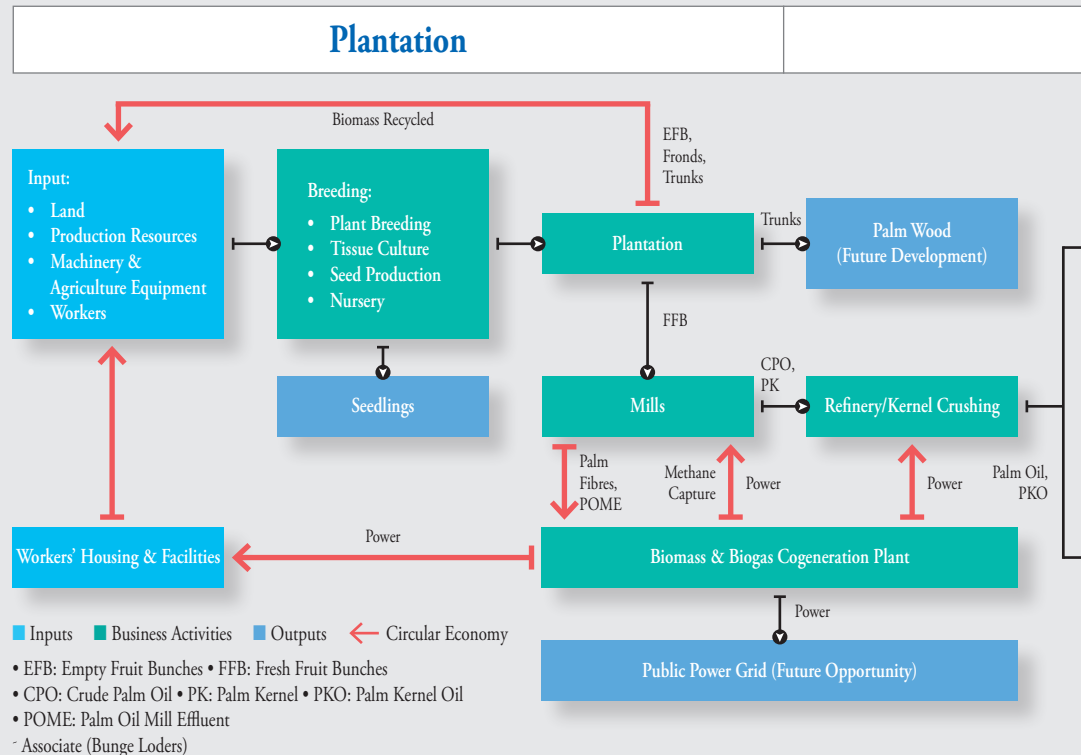 Plantation
Biomass Recycled
EFB,
Fronds,
Trunks
Input:
• Land
• Production Resources
• Machinery &
Agriculture Equipment
• Workers
Breeding:
• Plant Breeding
• Tissue Culture
• Seed Production
• Nursery
Plantation
Trunks
Palm Wood
(Future Development)
FFB
Seedlings
Mills
CPO,
PK
Refinery/Kernel Crushing
Palm
Fibres,
POME
Methane
Capture
Power
Power
Palm Oil,
PKO
Workers' Housing & Facilities
Power
Biomass & Biogas Cogeneration Plant
Power
Public Power Grid (Future Opportunity)
Inputs Business Activities Outputs Circular Economy
• EFB: Empty Fruit Bunches • FFB: Fresh Fruit Bunches
• CPO: Crude Palm Oil • PK: Palm Kernel • PKO: Palm Kernel Oil
• POME: Palm Oil Mill Effluent
~ Associate (Bunge Loders)